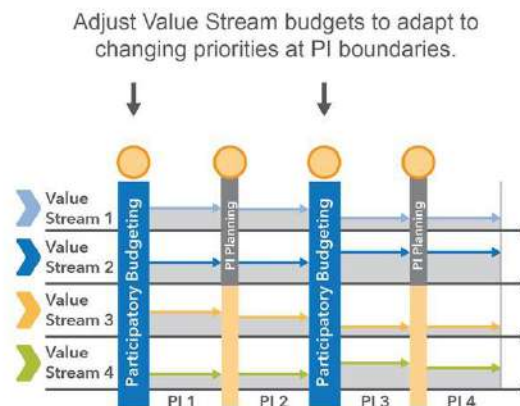 Adjust Value Stream budgets to adapt to
changing priorities at PI boundaries.
Value
Stream 1
Value
Stream 2
Value
Stream 3
Value
Stream 4
Participatory Budgeting
PI Planning
Participatory Budgeting
PI Planning
PI 1
PI 2
PI 3
PI 4